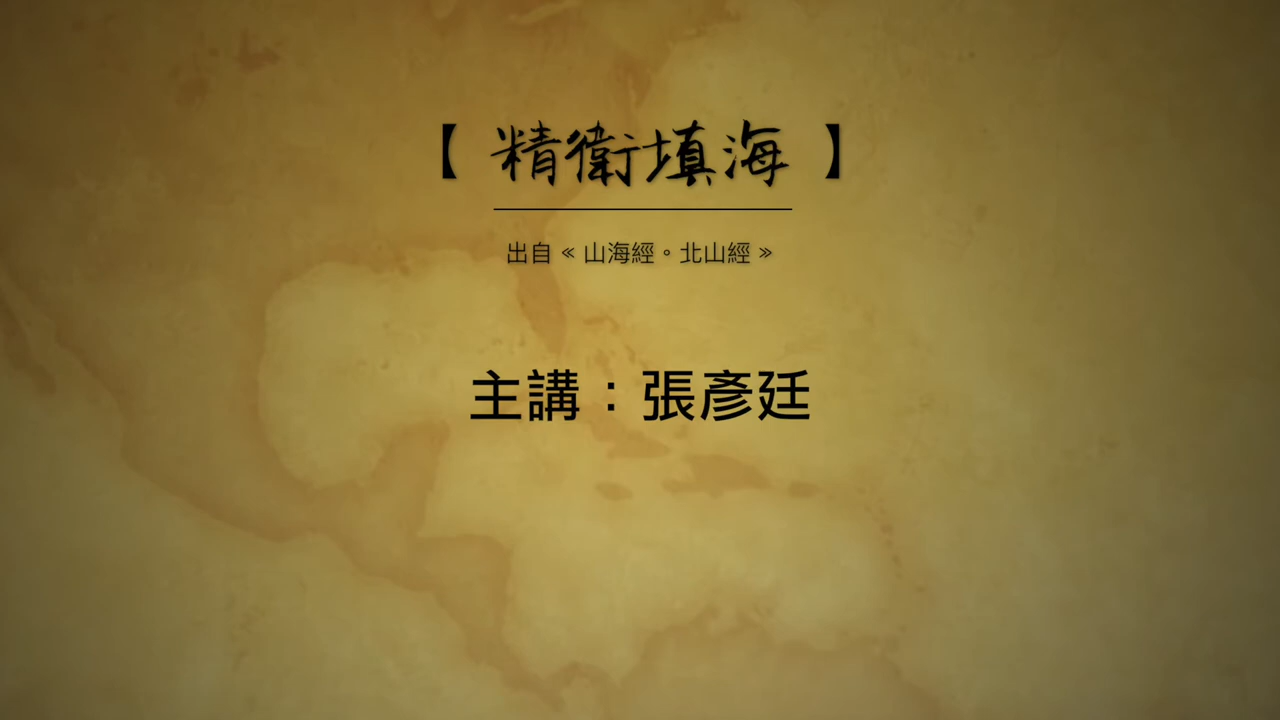 【 精衛填海 】
出自 « 山海經。北山經 »
主講：張彥廷